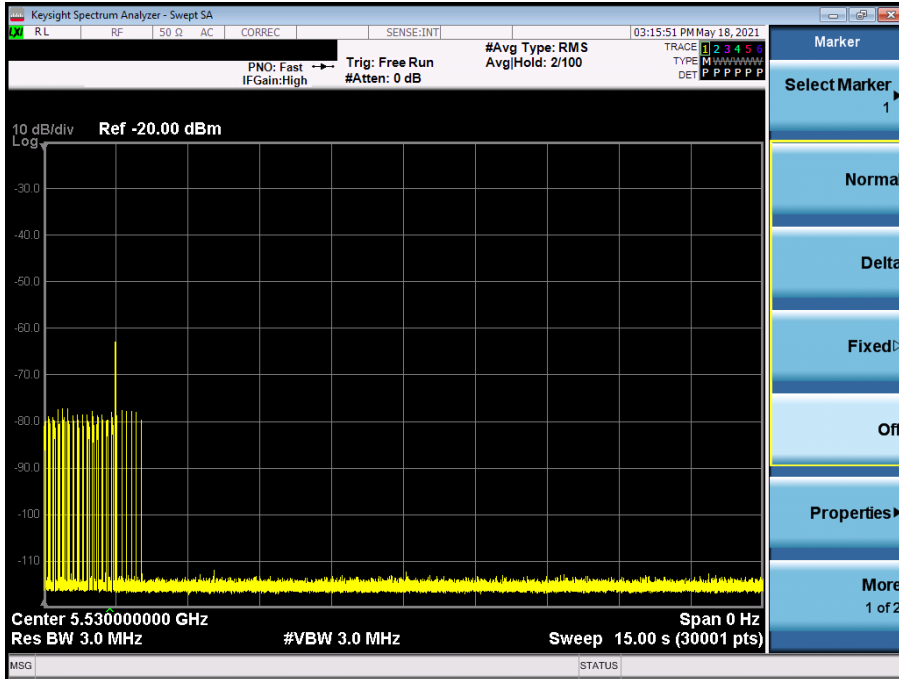 Keysight Spectrum Analyzer - Swept SA
LXI RL RF 50 Ω AC CORREC SENSE:INT 03:15:51 PM May 18, 2021
PNO: Fast
IFGain:High
Trig: Free Run
#Atten: 0 dB
#Avg Type: RMS
Avg|Hold: 2/100
TRACE 1 2 3 4 5 6
TYPE M WWWWW
DET P P P P P P
10 dB/div Ref -20.00 dBm
Log
-30.0
-40.0
-50.0
-60.0
-70.0
-80.0
-90.0
-100
-110
Center 5.530000000 GHz Span 0 Hz
Res BW 3.0 MHz #VBW 3.0 MHz Sweep 15.00 s (30001 pts)
MSG STATUS
Marker
Select Marker
1
Normal
Delta
Fixed
Off
Properties
More
1 of 2